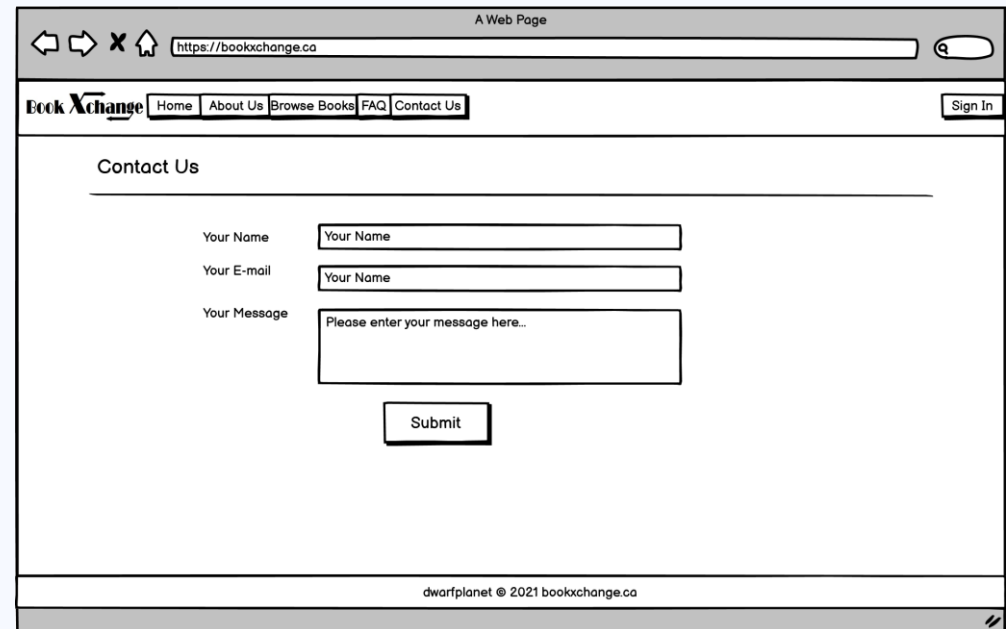 A Web Page
https://bookxchange.ca
Book Xchange Home About Us Browse Books FAQ Contact Us Sign In
Contact Us
Your Name Your Name
Your E-mail Your Name
Your Message Please enter your message here...
Submit
dwarfplanet © 2021 bookxchange.ca